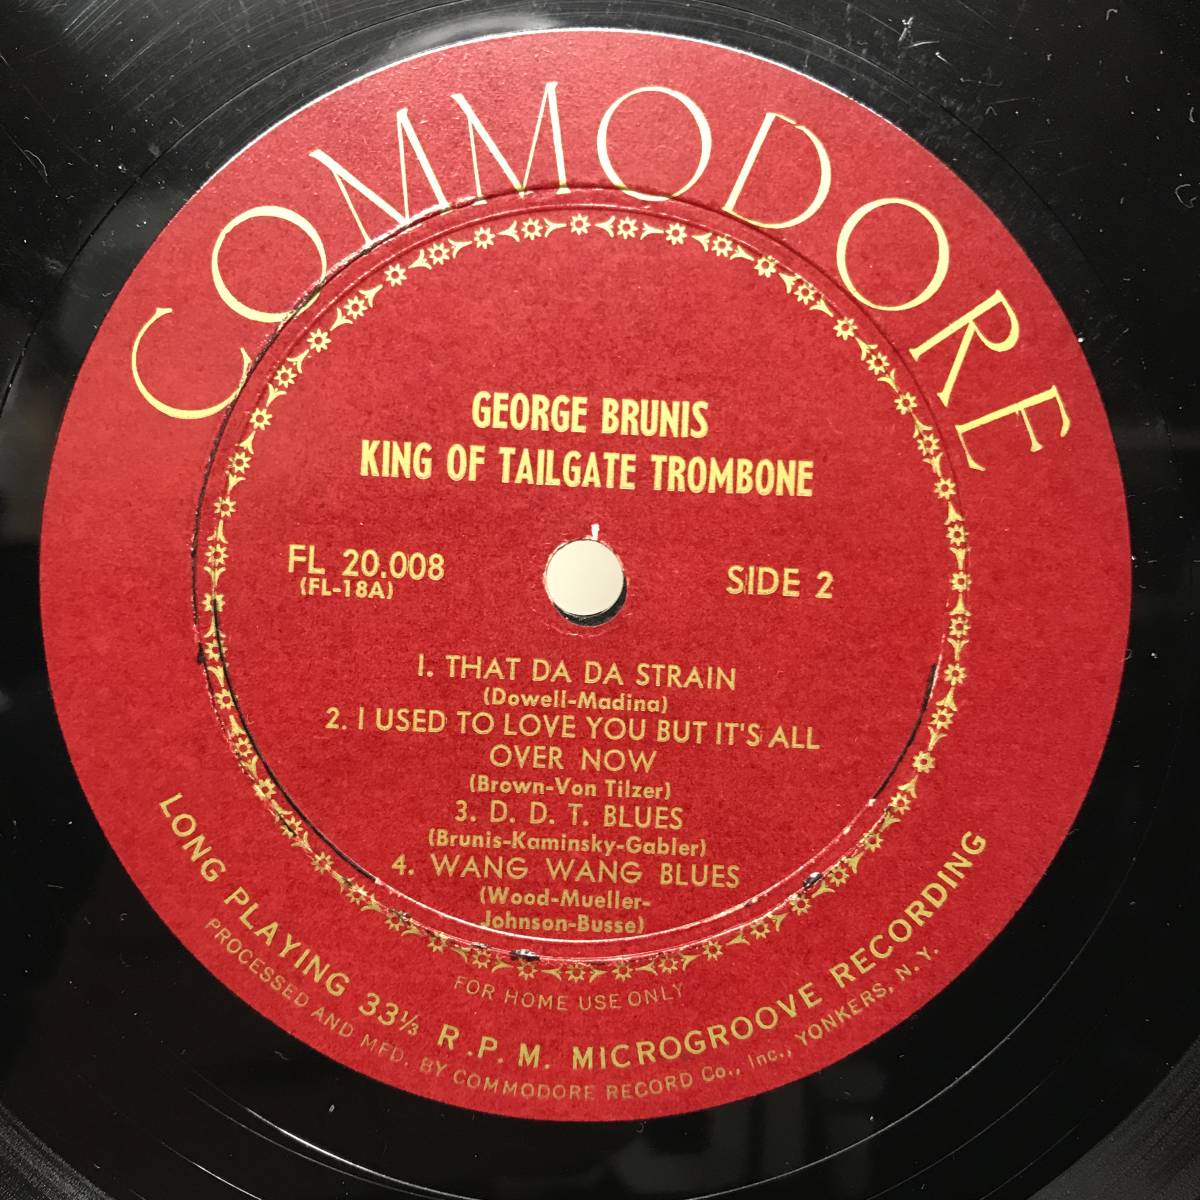 COMMODORE
GEORGE BRUNIS
KING OF TAILGATE TROMBONE
FL 20.008
(FL-18A)
SIDE 2
1. THAT DA DA STRAIN
(Dowell-Madina)
2. I USED TO LOVE YOU BUT IT'S ALL
OVER NOW
(Brown-Von Tilzer)
3. D. D. T. BLUES
(Brunis-Kaminsky-Gabler)
4. WANG WANG BLUES
(Wood-Mueller-
Johnson-Busse)
FOR HOME USE ONLY
LONG PLAYING 33⅓ R.P.M. MICROGROOVE RECORDING
PROCESSED AND MFD. BY COMMODORE RECORD Co., Inc., YONKERS, N.Y.